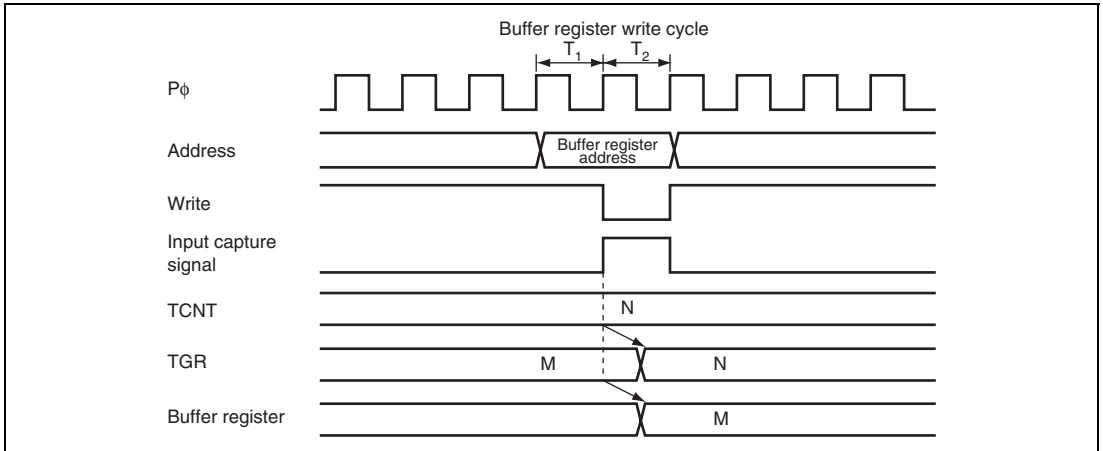 Buffer register write cycle
T1 T2
Pϕ
Address
Buffer register
address
Write
Input capture
signal
TCNT
N
TGR
M N
Buffer register
M